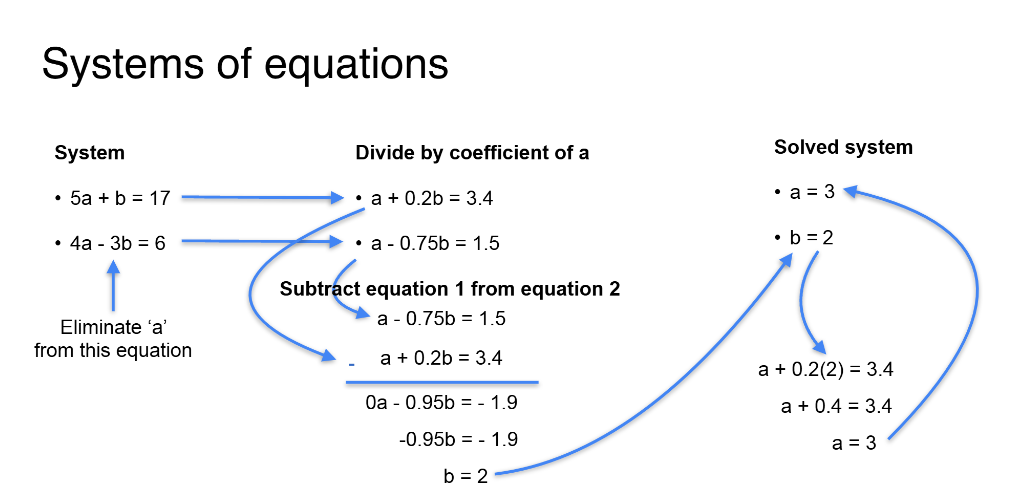 Systems of equations
System
• 5a + b = 17
• 4a - 3b = 6
Eliminate ‘a’
from this equation
Divide by coefficient of a
• a + 0.2b = 3.4
• a - 0.75b = 1.5
Subtract equation 1 from equation 2
a - 0.75b = 1.5
- a + 0.2b = 3.4
0a - 0.95b = - 1.9
-0.95b = - 1.9
b = 2
Solved system
• a = 3
• b = 2
a + 0.2(2) = 3.4
a + 0.4 = 3.4
a = 3